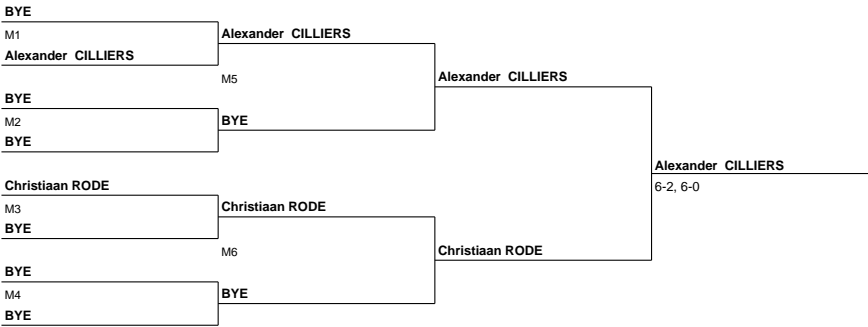 BYE
M1
Alexander CILLIERS
Alexander CILLIERS
M5
BYE
M2
BYE
BYE
Alexander CILLIERS
Christiaan RODE
M3
BYE
Christiaan RODE
M6
BYE
M4
BYE
BYE
Christiaan RODE
Alexander CILLIERS
6-2, 6-0